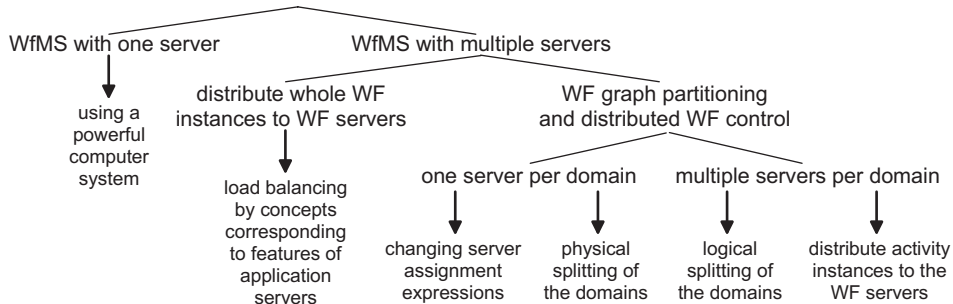 WfMS with one server
WfMS with multiple servers
using a
powerful
computer
system
distribute whole WF
instances to WF servers
WF graph partitioning
and distributed WF control
load balancing
by concepts
corresponding
to features of
application
servers
one server per domain
multiple servers per domain
changing server
assignment
expressions
physical
splitting of
the domains
logical
splitting of
the domains
distribute activity
instances to the
WF servers